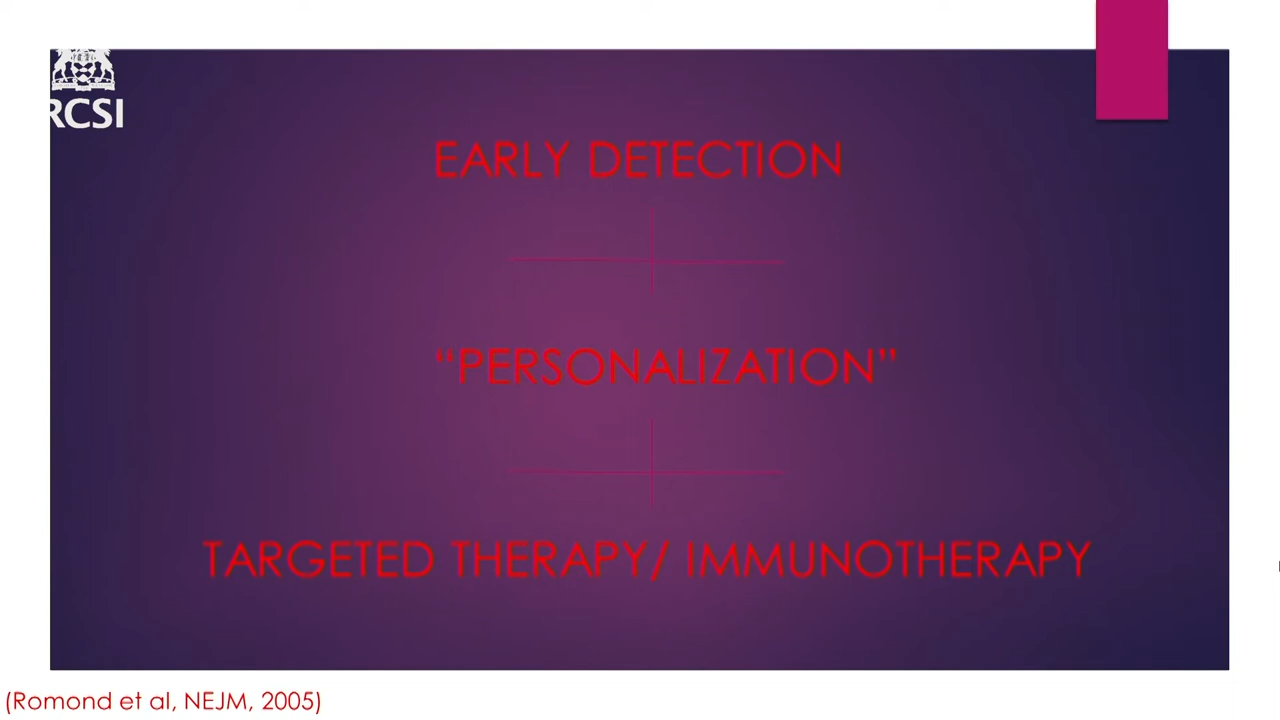 RCSI
EARLY DETECTION
“PERSONALIZATION”
TARGETED THERAPY/ IMMUNOTHERAPY
(Romond et al, NEJM, 2005)